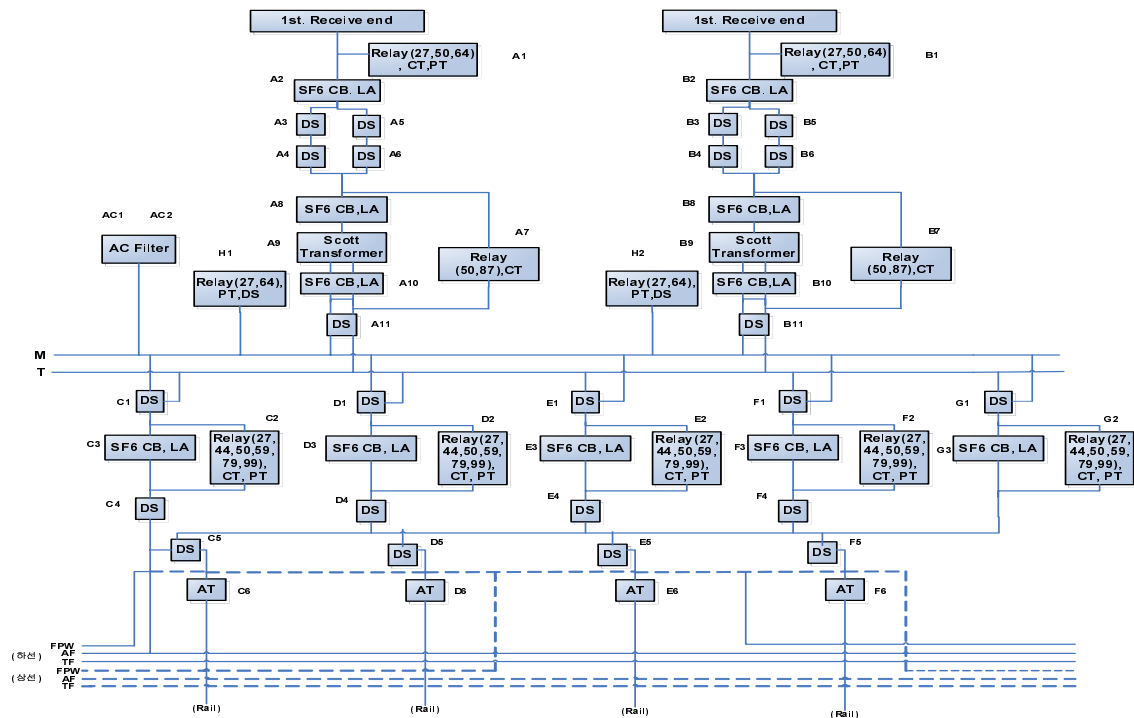 1st. Receive end
1st. Receive end
Relay(27,50,64)
, CT,PT
A1
Relay(27,50,64)
, CT,PT
B1
A2
SF6 CB. LA
B2
SF6 CB. LA
A3
DS
DS
A5
B3
DS
DS
B5
A4
DS
DS
A6
B4
DS
DS
B6
A8
SF6 CB,LA
B8
SF6 CB,LA
AC1
AC2
AC Filter
A9
Scott
Transformer
A7
Relay
(50,87),CT
B9
Scott
Transformer
B7
Relay
(50,87),CT
H1
Relay(27,64),
PT,DS
SF6 CB,LA
A10
H2
Relay(27,64),
PT,DS
SF6 CB,LA
B10
DS
A11
DS
B11
M
T
C1
DS
D1
DS
E1
DS
F1
DS
G1
DS
C2
D2
E2
F2
G2
C3
SF6 CB, LA
Relay(27,
44,50,59,
79,99),
CT, PT
D3
SF6 CB, LA
Relay(27,
44,50,59,
79,99),
CT, PT
E3
SF6 CB, LA
Relay(27,
44,50,59,
79,99),
CT, PT
F3
SF6 CB, LA
Relay(27,
44,50,59,
79,99),
CT, PT
G3
SF6 CB, LA
Relay(27,
44,50,59,
79,99),
CT, PT
C4
DS
D4
DS
E4
DS
F4
DS
DS
C5
DS
D5
DS
E5
DS
F5
AT
C6
AT
D6
AT
E6
AT
F6
FPW
(하선)
AF
TF
FPW
(상선)
AF
TF
(Rail)
(Rail)
(Rail)
(Rail)